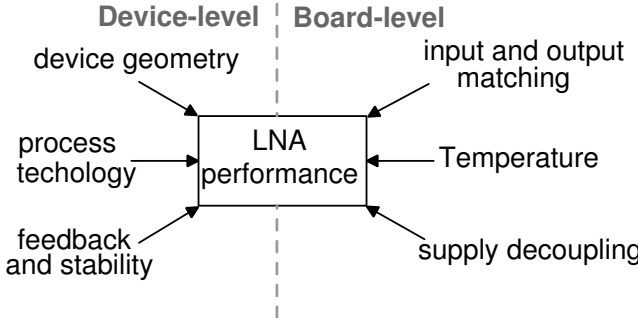 Device-level
Board-level
device geometry
input and output
matching
LNA
performance
process
techology
Temperature
feedback
and stability
supply decoupling